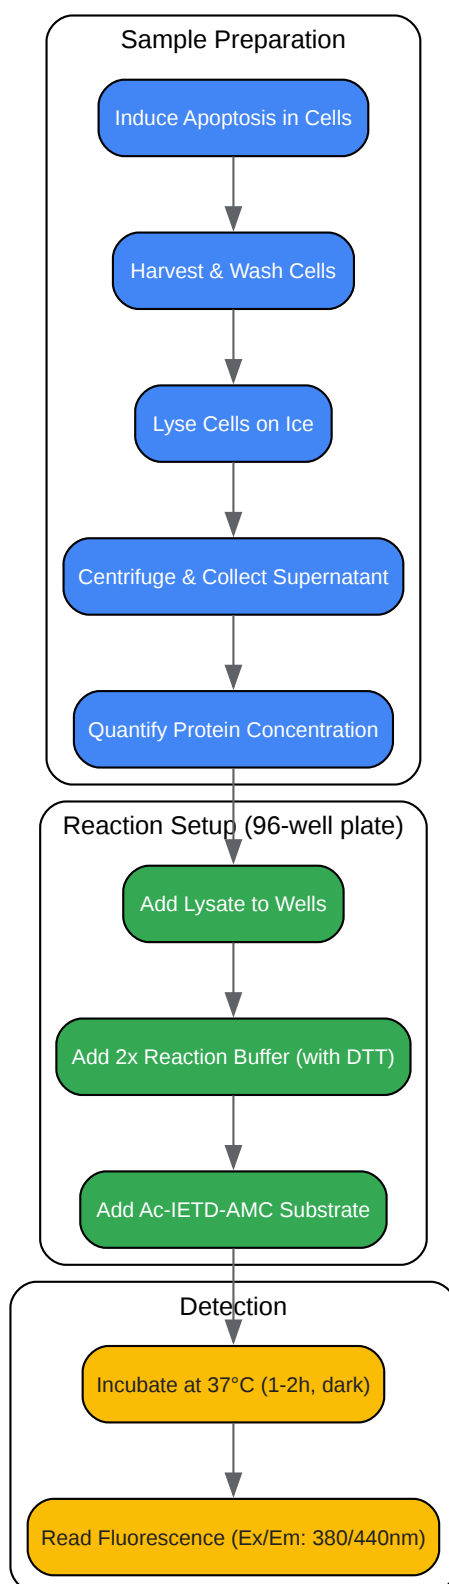 Sample Preparation
Induce Apoptosis in Cells
Harvest & Wash Cells
Lyse Cells on Ice
Centrifuge & Collect Supernatant
Quantify Protein Concentration
Reaction Setup (96-well plate)
Add Lysate to Wells
Add 2x Reaction Buffer (with DTT)
Add Ac-IETD-AMC Substrate
Detection
Incubate at 37°C (1-2h, dark)
Read Fluorescence (Ex/Em: 380/440nm)